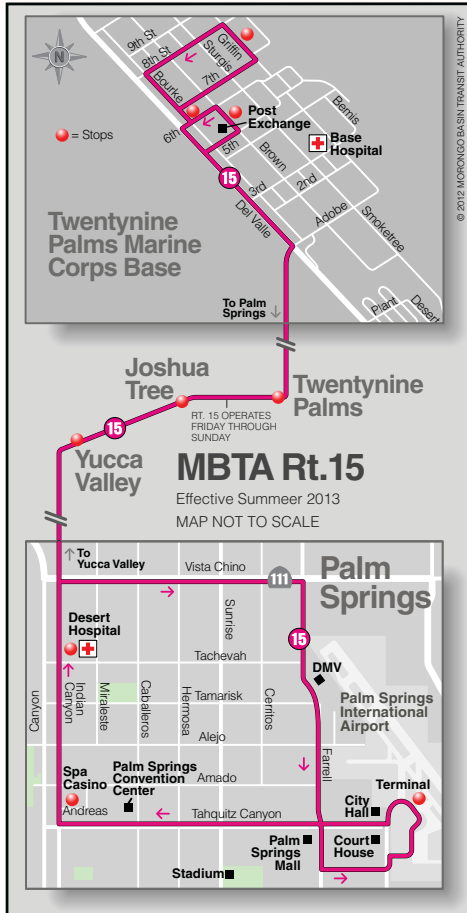 © 2012 MORONGO BASIN TRANSIT AUTHORITY
N
9th St
8th St
Griffin
Sturgis
7th
Bourke
= Stops
Post
Exchange
6th
5th
Bemis
Base
Hospital
Brown
15
3rd
2nd
Del Valle
Adobe
Smoketree
Twentynine
Palms Marine
Corps Base
To Palm
Springs
Plant
Desert
Joshua
Tree
Twentynine
Palms
RT. 15 OPERATES
FRIDAY THROUGH
SUNDAY
15
Yucca
Valley
MBTA Rt.15
Effective Summeer 2013
MAP NOT TO SCALE
To
Yucca Valley
Vista Chino
111
Palm
Springs
Desert
Hospital
Sunrise
15
Tachevah
DMV
Canyon
Indian
Canyon
Miraleste
Caballeros
Hermosa
Tamarisk
Cerritos
Palm Springs
International
Airport
Alejo
Farrell
Spa
Casino
Palm Springs
Convention
Center
Amado
Terminal
Andreas
Tahquitz Canyon
City
Hall
Palm
Springs
Mall
Court
House
Stadium